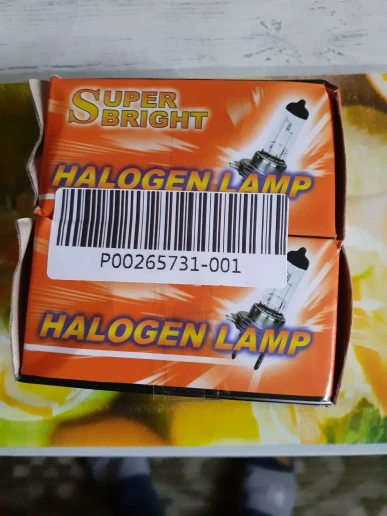 SUPER
BRIGHT
HALOGEN LAMP
P00265731-001
HALOGEN LAMP